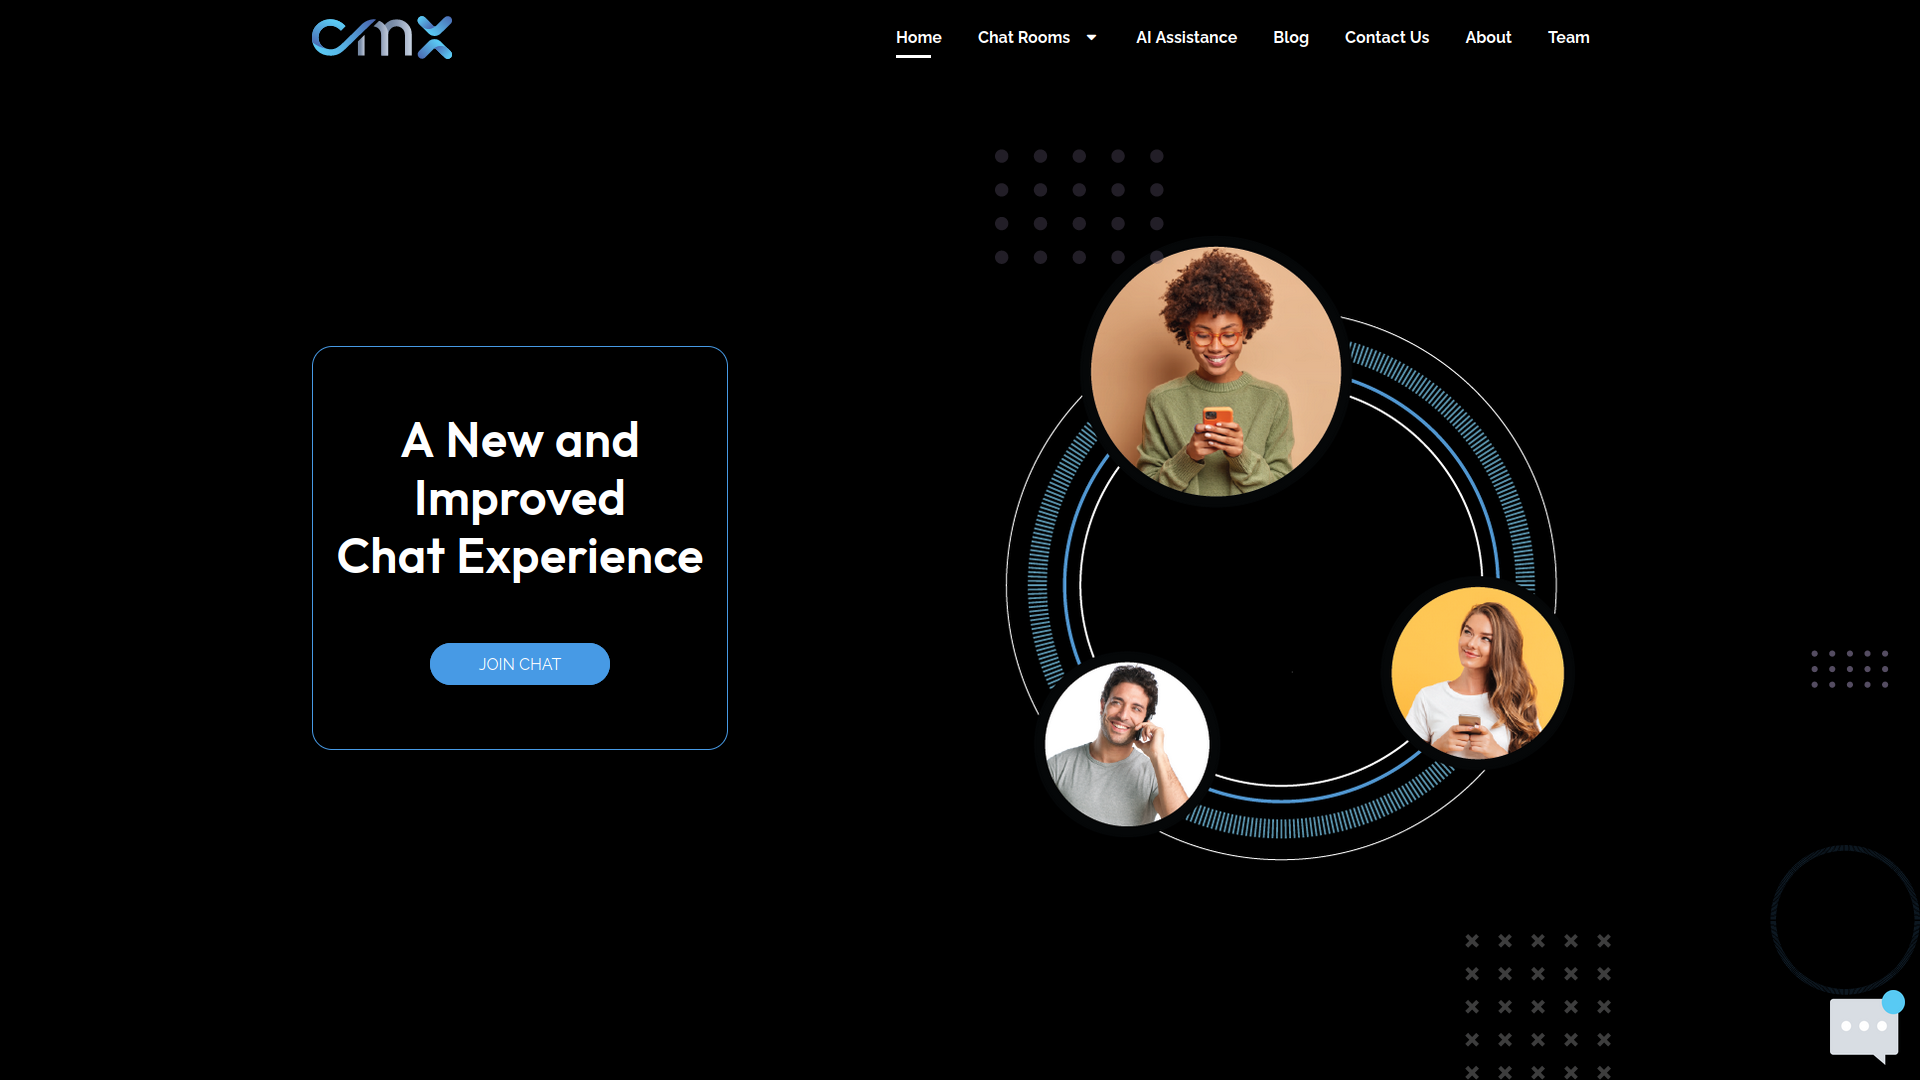 cmx
Home
Chat Rooms
AI Assistance
Blog
Contact Us
About
Team
A New and
Improved
Chat Experience
JOIN CHAT